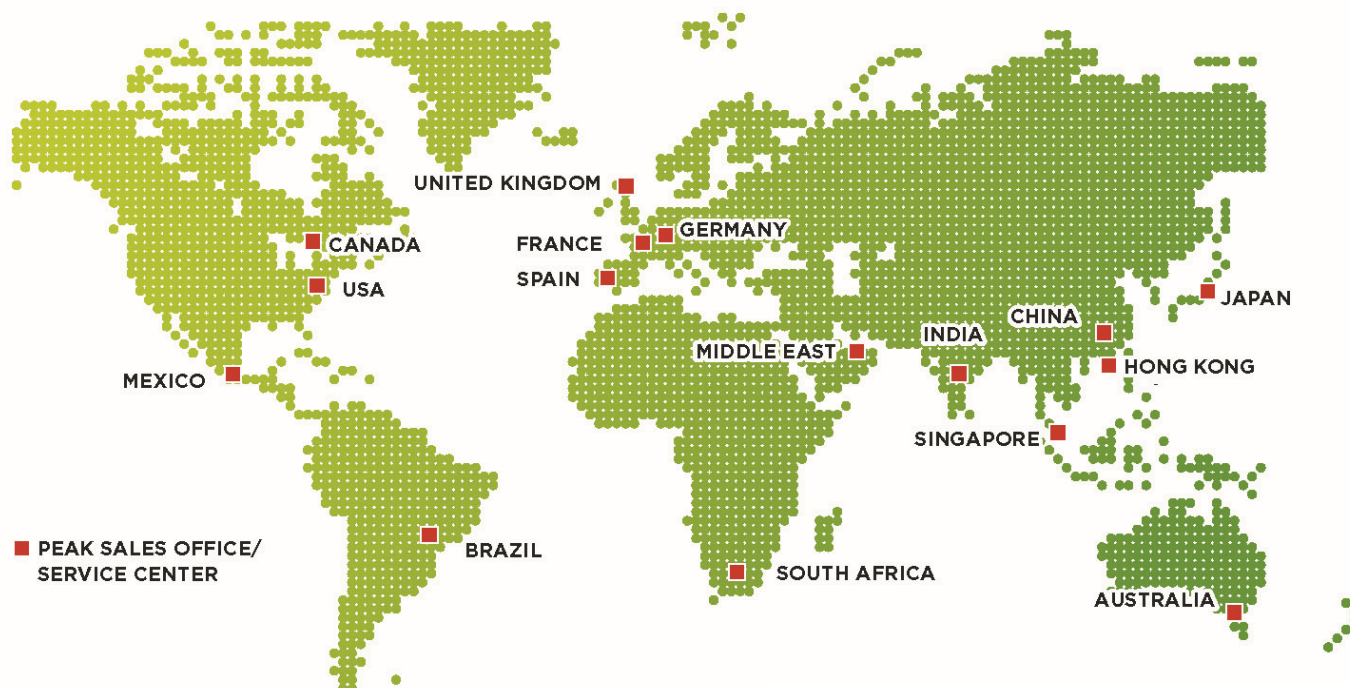 UNITED KINGDOM
GERMANY
FRANCE
CANADA
SPAIN
USA
JAPAN
CHINA
INDIA
MIDDLE EAST
HONG KONG
MEXICO
SINGAPORE
PEAK SALES OFFICE/
SERVICE CENTER
BRAZIL
SOUTH AFRICA
AUSTRALIA